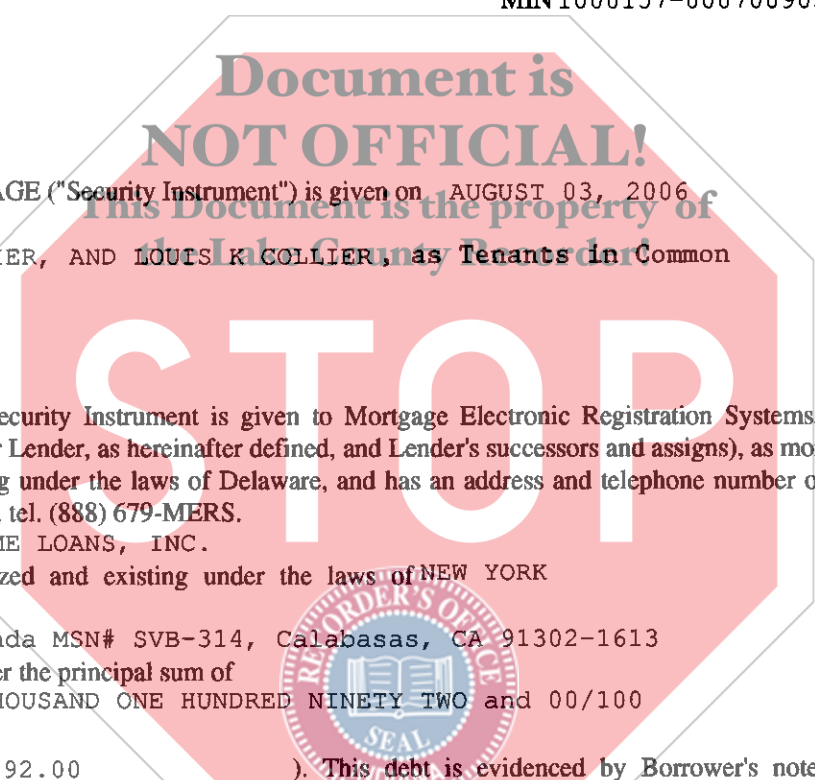 MIN
Document is
NOT OFFICIAL!
AGE ("Security Instrument") is given on AUGUST 03, 2006
This Document is the property of
IER, AND LOUIS K COLLIER, as Tenants in Common
the Lake County Recorder!
STOP
ecurity Instrument is given to Mortgage Electronic Registration Systems,
Lender, as hereinafter defined, and Lender's successors and assigns), as mo
g under the laws of Delaware, and has an address and telephone number o
tel. (888) 679-MERS.
ME LOANS, INC.
zed and existing under the laws of NEW YORK
RECORDER'S OFFICE
ada MSN# SVB-314, Calabasas, CA 91302-1613
er the principal sum of
HOUSAND ONE HUNDRED NINETY TWO and 00/100
SEAL
92.00 ). This debt is evidenced by Borrower's note